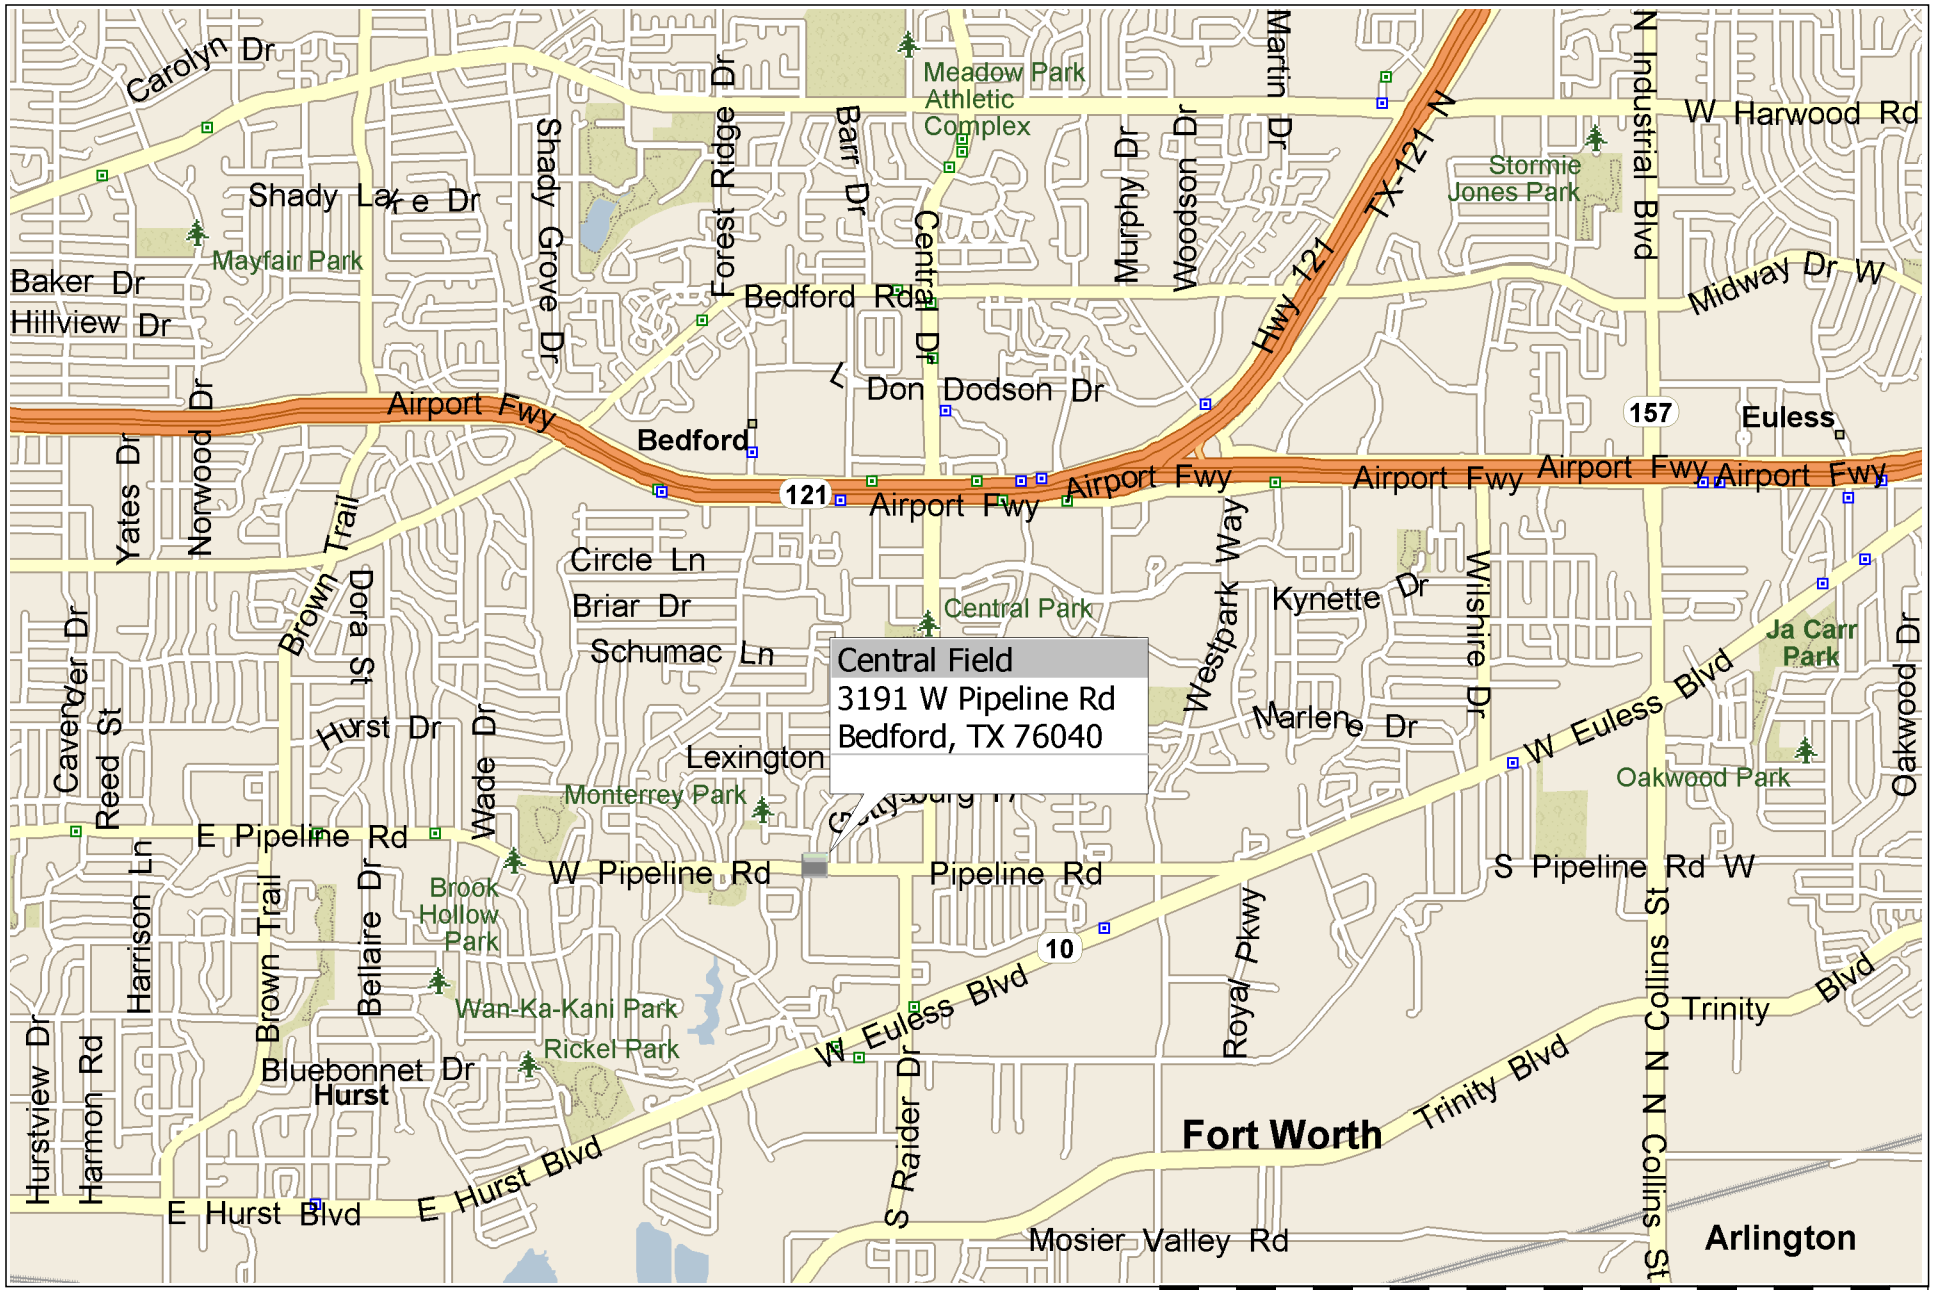 Carolyn Dr
Martin Dr
N Industrial Blvd
Meadow Park
Athletic
Complex
W Harwood Rd
TX-121 N
Shady Grove Dr
Forest Ridge Dr
Barr Dr
Murphy Dr
Woodson Dr
Stormie
Jones Park
Shady Lake Dr
Mayfair Park
Central Dr
Hwy 121
Midway Dr W
Baker Dr
Hillview Dr
Bedford Rd
L Don Dodson Dr
Airport Fwy
Norwood Dr
Yates Dr
Bedford
157
Euless
121
Airport Fwy
Airport Fwy
Airport Fwy
Airport Fwy
Airport Fwy
Brown Trail
Circle Ln
Briar Dr
Schumac Ln
Dora St
Central Park
Westpark Way
Kynette Dr
Wilshire Dr
Ja Carr
Park
Oakwood Dr
Cavender Dr
Reed St
Central Field
3191 W Pipeline Rd
Bedford, TX 76040
Hurst Dr
Wade Dr
Lexington
Marlene Dr
W Euless Blvd
Oakwood Park
Monterrey Park
E Pipeline Rd
W Pipeline Rd
Pipeline Rd
S Pipeline Rd W
Harrison Ln
Brown Trail
Bellaire Dr
Brook
Hollow
Park
Royal Pkwy
10
N Collins St
Wan-Ka-Kani Park
W Euless Blvd
Trinity Blvd
Rickel Park
Bluebonnet Dr
Hurst
Hurstview Dr
Harmon Rd
S Raider Dr
Fort Worth
Trinity Blvd
N Collins St
E Hurst Blvd
E Hurst Blvd
Mosier Valley Rd
Arlington